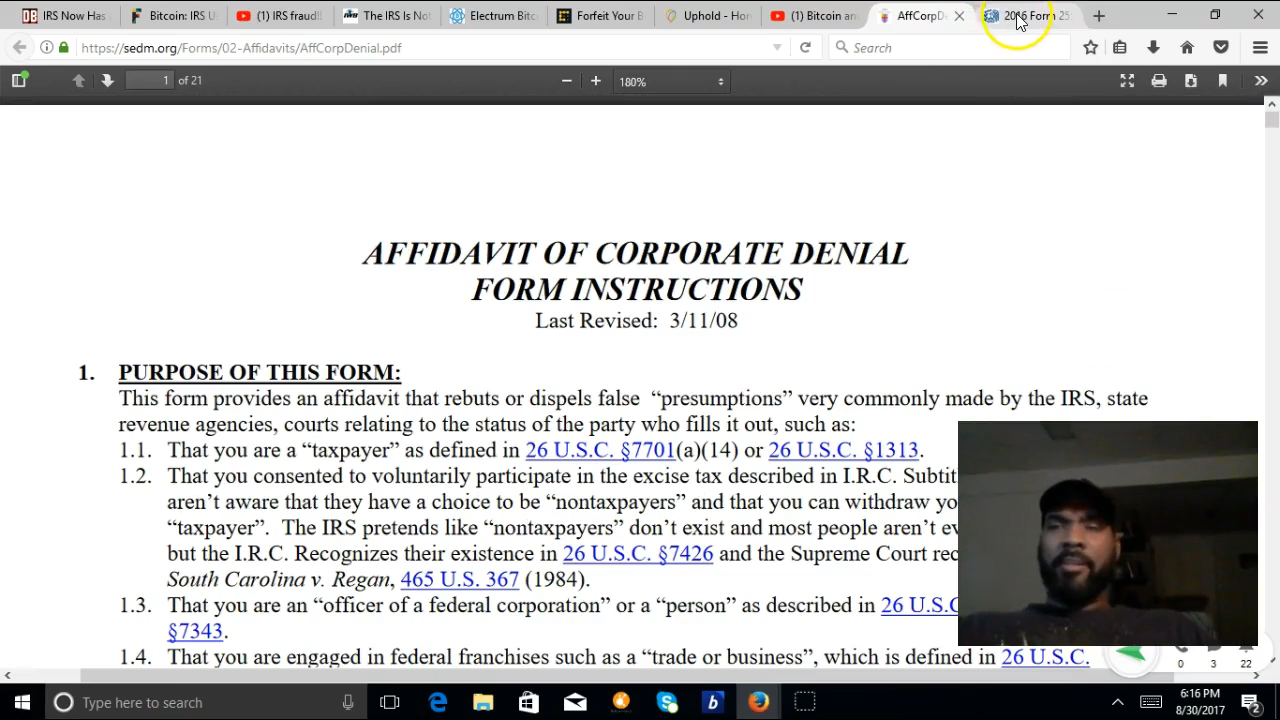 IRS Now Has
Bitcoin: IRS U
(1) IRS Fraud!
The IRS Is No
Electrum Bitc
Forfeit Your B
Uphold - Hon
(1) Bitcoin an
AffCorpDe
2016 Form 25
https://sedm.org/Forms/02-Affidavits/AffCorpDenial.pdf
Search
1 of 21
180%
AFFIDAVIT OF CORPORATE DENIAL
FORM INSTRUCTIONS
Last Revised: 3/11/08
1. PURPOSE OF THIS FORM:
This form provides an affidavit that rebuts or dispels false “presumptions” very commonly made by the IRS, state
revenue agencies, courts relating to the status of the party who fills it out, such as:
1.1. That you are a “taxpayer” as defined in 26 U.S.C. §7701(a)(14) or 26 U.S.C. §1313.
1.2. That you consented to voluntarily participate in the excise tax described in I.R.C. Subtit
aren’t aware that they have a choice to be “nontaxpayers” and that you can withdraw yo
“taxpayer”. The IRS pretends like “nontaxpayers” don’t exist and most people aren’t ev
but the I.R.C. Recognizes their existence in 26 U.S.C. §7426 and the Supreme Court rec
South Carolina v. Regan, 465 U.S. 367 (1984).
1.3. That you are an “officer of a federal corporation” or a “person” as described in 26 U.S.C
§7343.
1.4. That you are engaged in federal franchises such as a “trade or business”, which is defined in 26 U.S.C.
0 3 22
Type here to search
6:16 PM
8/30/2017
2